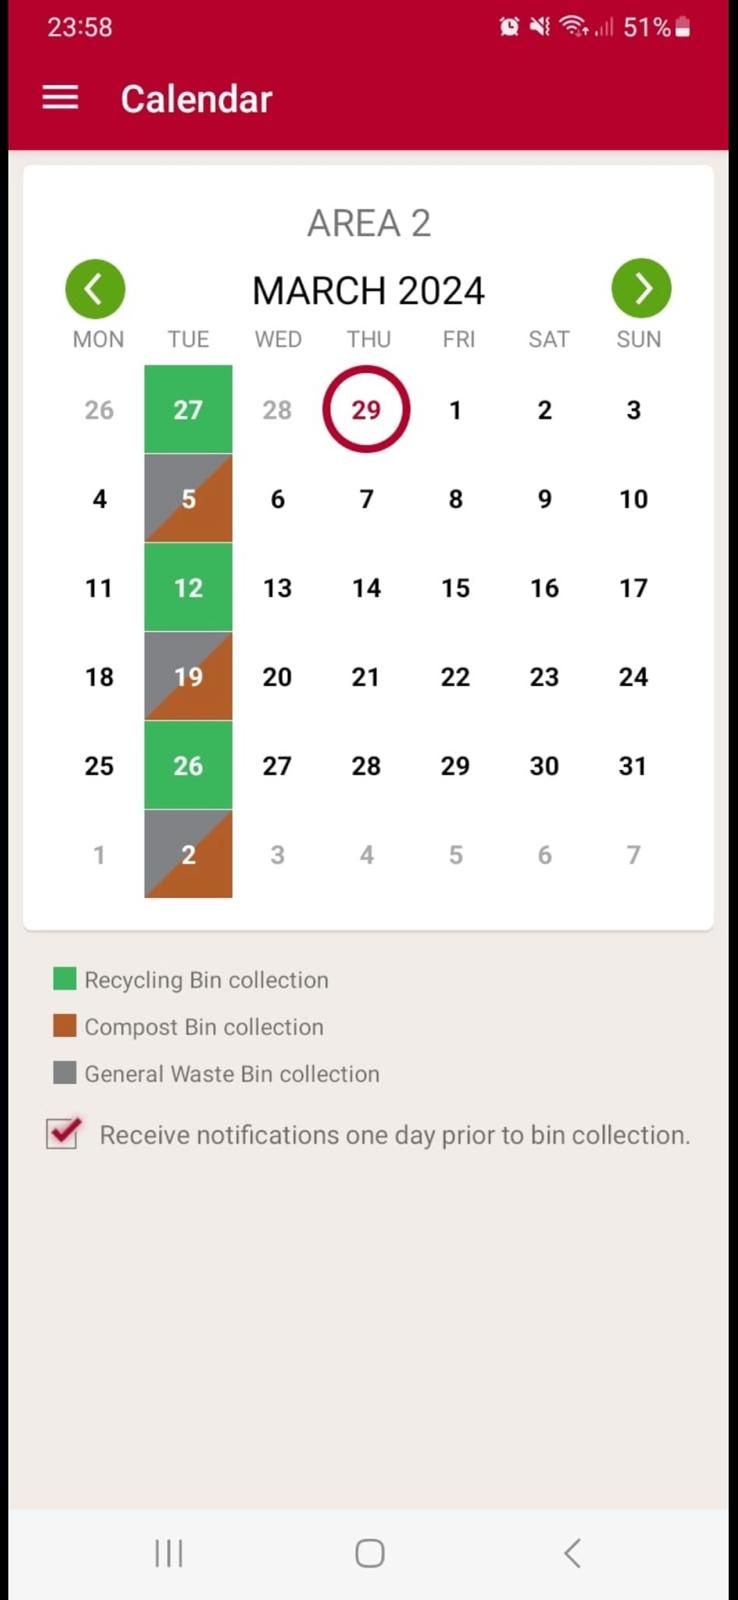 23:58 51%
Calendar
AREA 2
MARCH 2024
MON TUE WED THU FRI SAT SUN
26 27 28 29 1 2 3
4 5 6 7 8 9 10
11 12 13 14 15 16 17
18 19 20 21 22 23 24
25 26 27 28 29 30 31
1 2 3 4 5 6 7
Recycling Bin collection
Compost Bin collection
General Waste Bin collection
Receive notifications one day prior to bin collection.